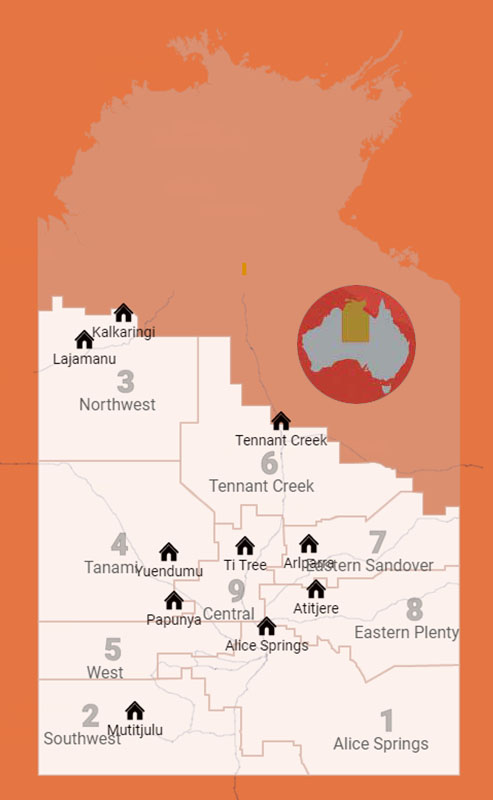 Kalkaringi
Lajamanu
3
Northwest
Tennant Creek
6
Tennant Creek
4
Tanami
Yuendumu
Ti Tree
Arlparra
7
Eastern Sandover
9
Central
Papunya
Atitjere
8
Eastern Plenty
Alice Springs
5
West
2
Southwest
Mutitjulu
1
Alice Springs